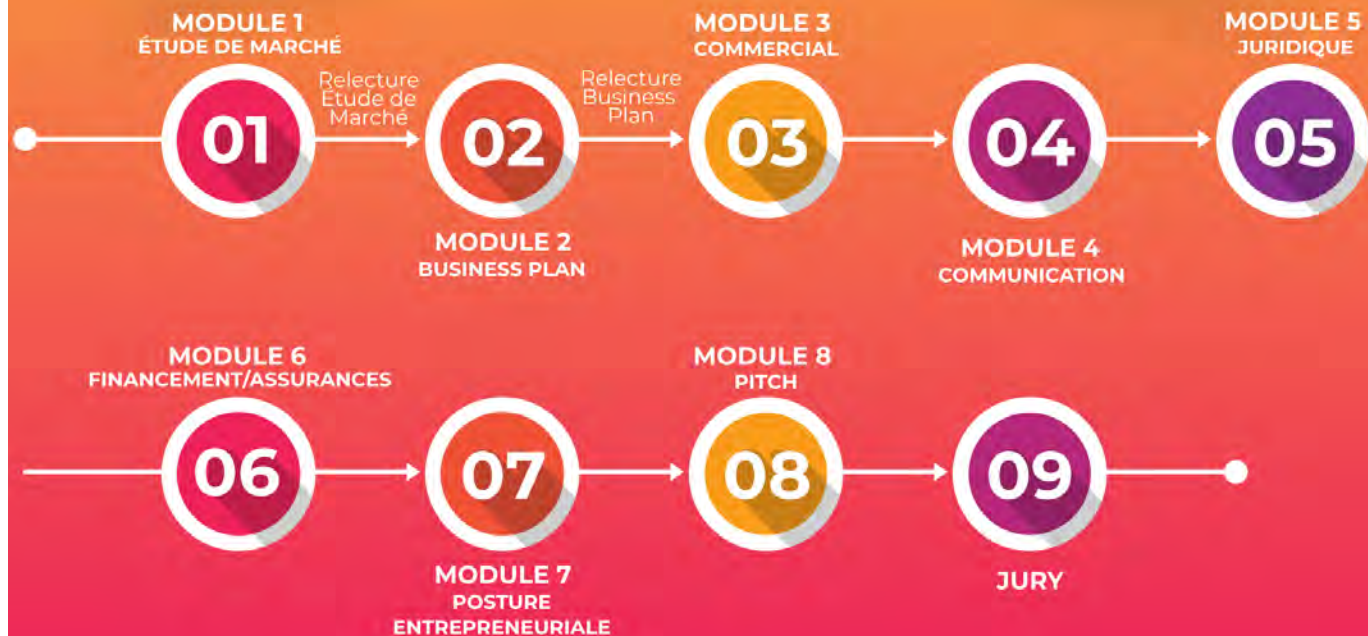 MODULE 1
ÉTUDE DE MARCHÉ
01
Relecture
Étude de
Marché
02
MODULE 2
BUSINESS PLAN
Relecture
Business
Plan
MODULE 3
COMMERCIAL
03
04
MODULE 4
COMMUNICATION
MODULE 5
JURIDIQUE
05
MODULE 6
FINANCEMENT/ASSURANCES
06
07
MODULE 7
POSTURE
ENTREPRENEURIALE
MODULE 8
PITCH
08
09
JURY